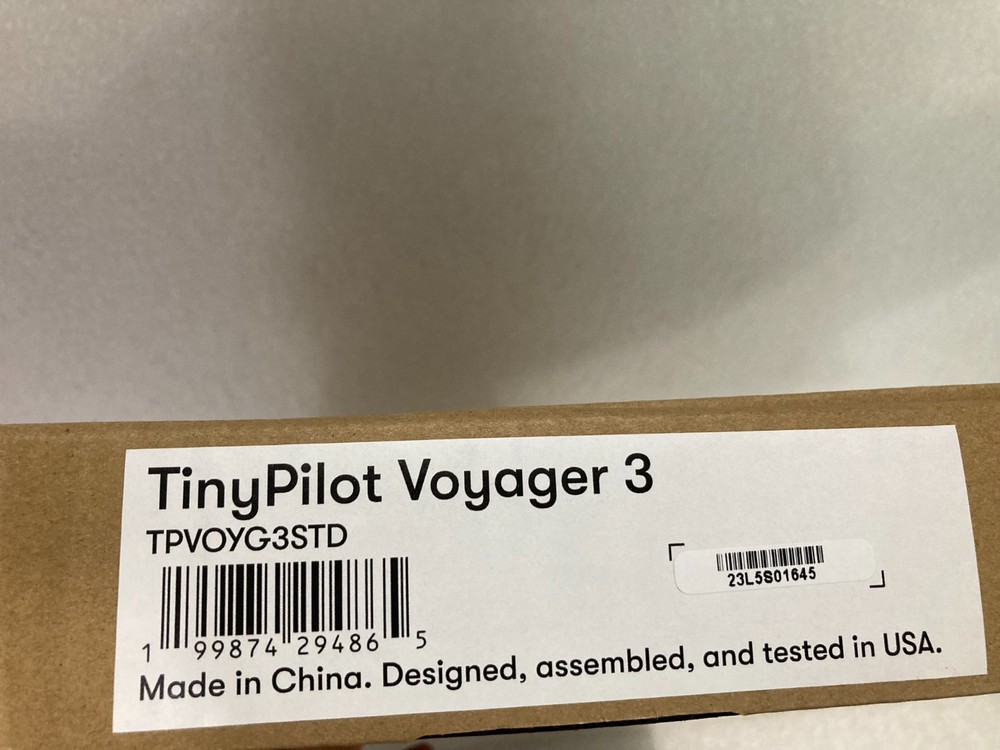 TinyPilot Voyager 3
TPVOYG3STD
23L5S01645
1 99874 29486 5
Made in China. Designed, assembled, and tested in USA.